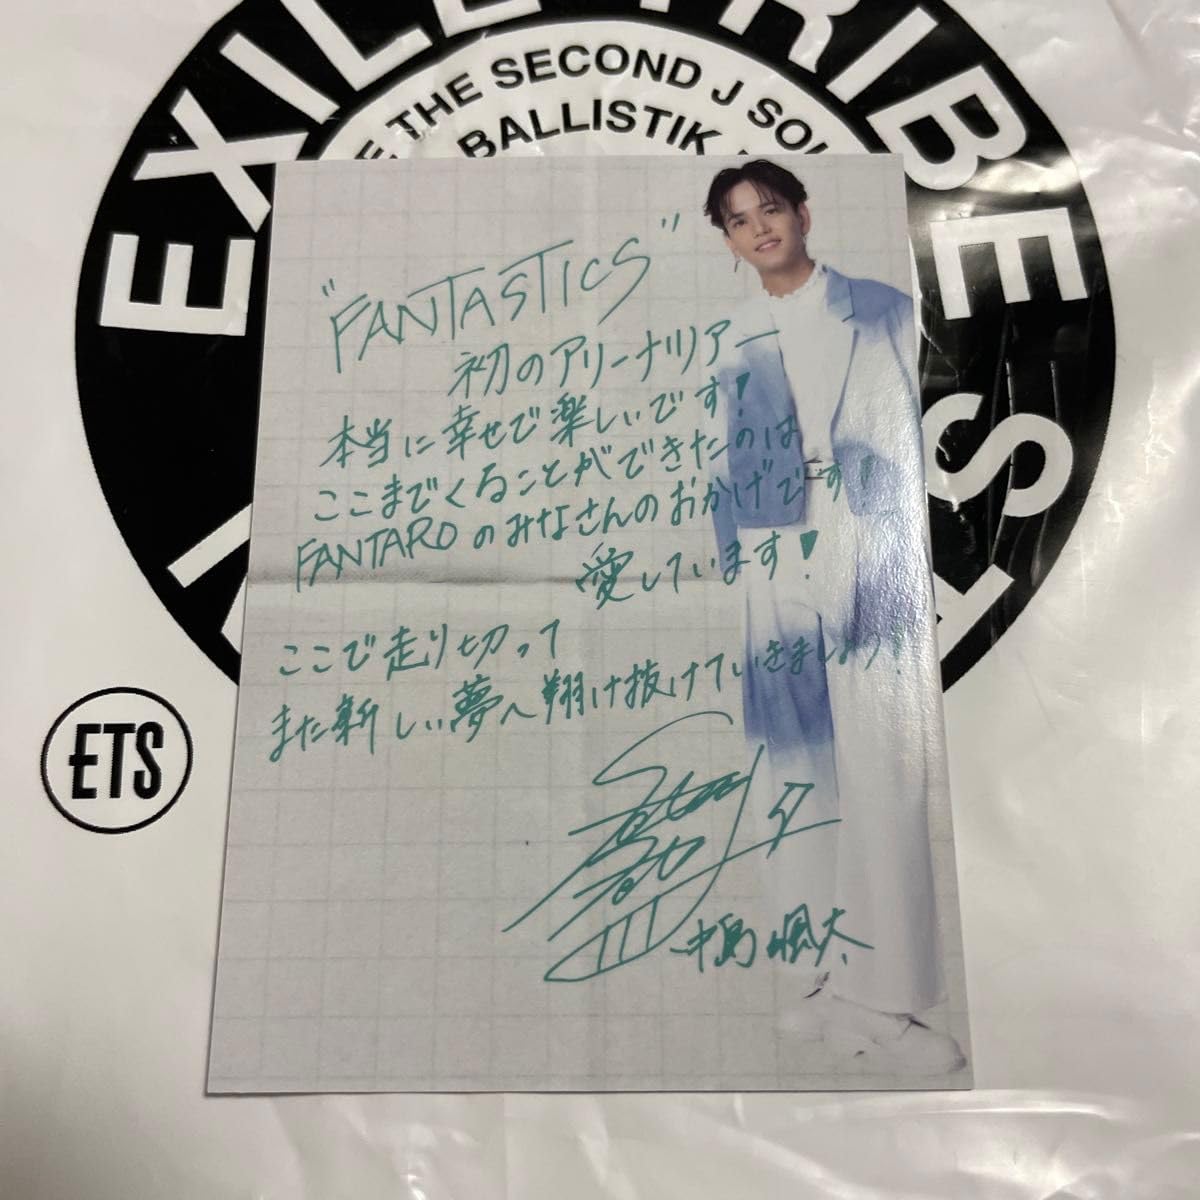 EXILE TRIBE
THE SECOND J SOU
BALLISTIK
ST
"FANTASTICS"
初のアリーナツアー
本当に幸せで楽しいです!
ここまでくることができたのは
FANTAROのみなさんのおかげです!
愛しています!
ここで走り切って
また新しい夢へ翔け抜けていきましょう!
中島颯太
ETS